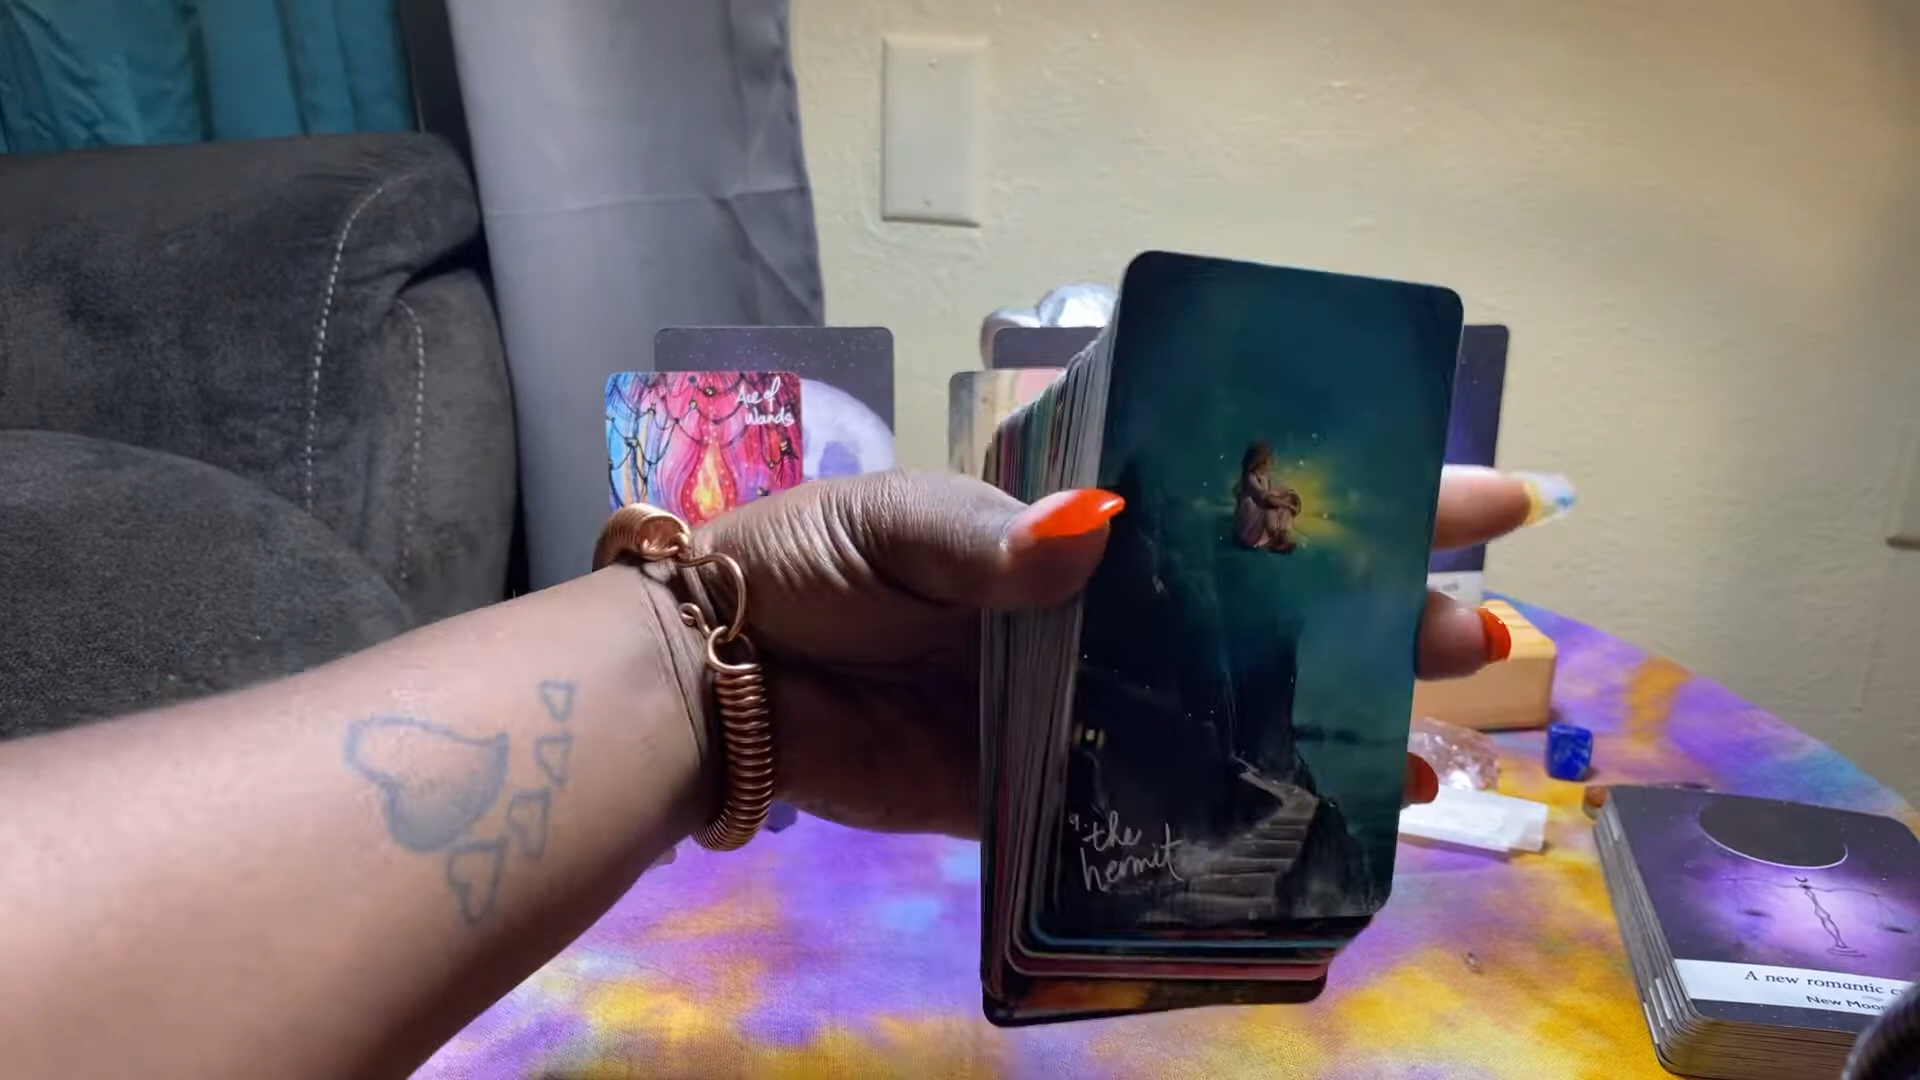 Ace of
Wands
9. the
hermit
A new romantic
New Moon